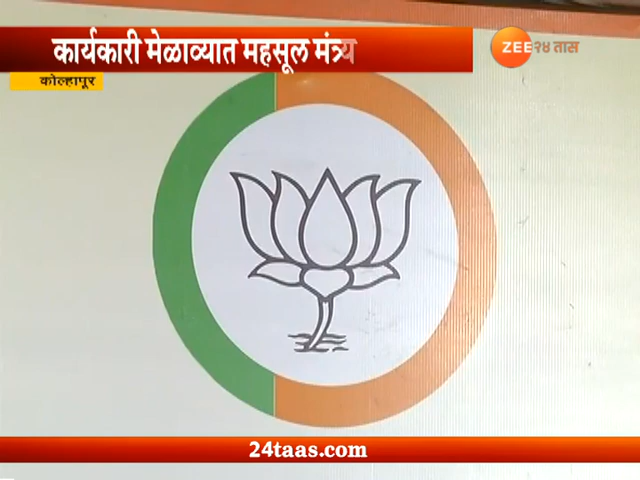 कार्यकारी मेळाव्यात महसूल मंत्र्य
ZEE २४ तास
कोल्हापूर
24taas.com